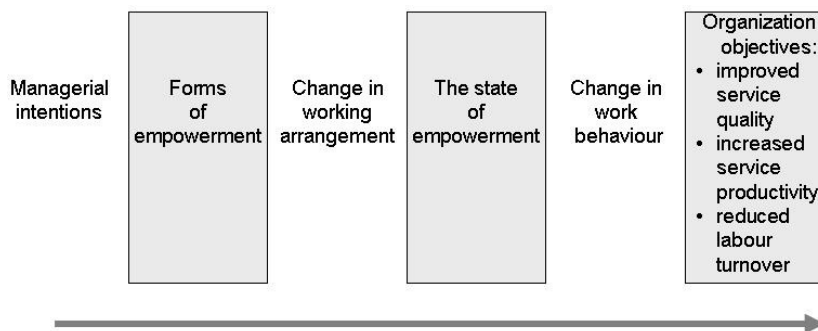 Managerial
intentions
Forms
of
empowerment
Change in
working
arrangement
The state
of
empowerment
Change in
work
behaviour
Organization
objectives:
• improved
service
quality
• increased
service
productivity
• reduced
labour
turnover